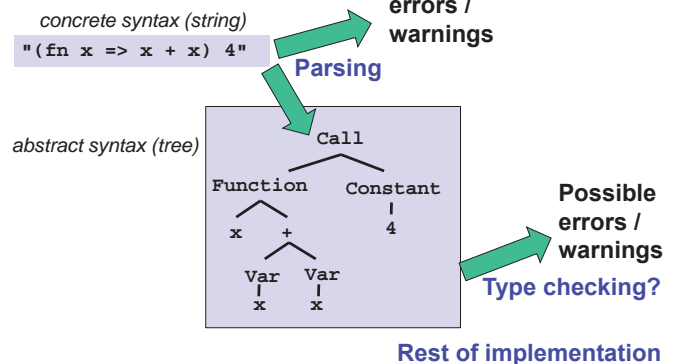 concrete syntax (string)
"(fn x => x + x) 4"
errors /
warnings
Parsing
abstract syntax (tree)
Call
Function Constant
x + 4
Var Var
x x
Possible
errors /
warnings
Type checking?
Rest of implementation